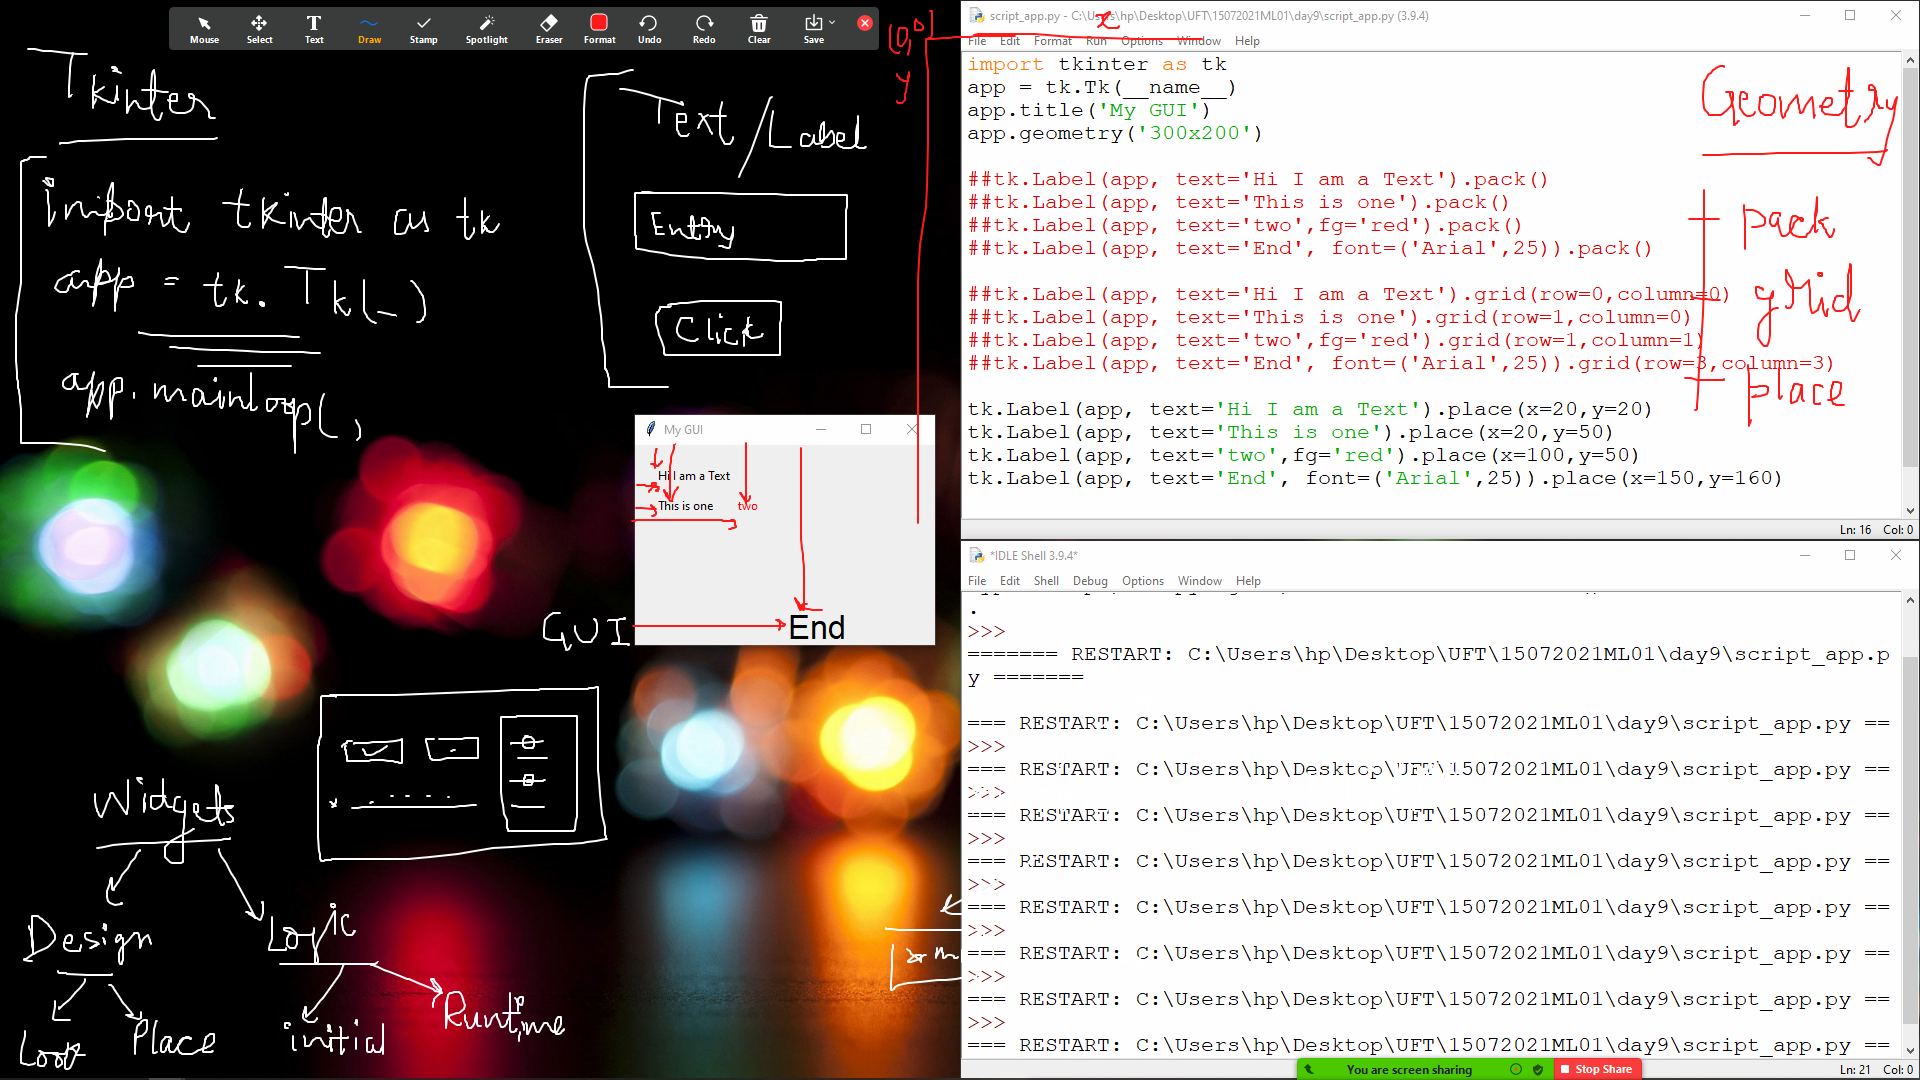 Mouse Select Text Draw Stamp Spotlight Eraser Format Undo Redo Clear Save
Tkinter
import tkinter as tk
app = tk.Tk(_)
app.mainloop(,
Text/Label
Entry
Click
(0,0)
x
y
My GUI
Hi I am a Text
This is one two
End
GUI
Widgets
Design
Logic
Look
Place
initial
Runtime
script_app.py - C:\Users\hp\Desktop\UFT\15072021ML01\day9\script_app.py (3.9.4)
File Edit Format Run Options Window Help
import tkinter as tk
app = tk.Tk(__name__)
app.title('My GUI')
app.geometry('300x200')
##tk.Label(app, text='Hi I am a Text').pack()
##tk.Label(app, text='This is one').pack()
##tk.Label(app, text='two',fg='red').pack()
##tk.Label(app, text='End', font=('Arial',25)).pack()
##tk.Label(app, text='Hi I am a Text').grid(row=0,column=0)
##tk.Label(app, text='This is one').grid(row=1,column=0)
##tk.Label(app, text='two',fg='red').grid(row=1,column=1)
##tk.Label(app, text='End', font=('Arial',25)).grid(row=3,column=3)
tk.Label(app, text='Hi I am a Text').place(x=20,y=20)
tk.Label(app, text='This is one').place(x=20,y=50)
tk.Label(app, text='two',fg='red').place(x=100,y=50)
tk.Label(app, text='End', font=('Arial',25)).place(x=150,y=160)
Ln: 16 Col: 0
Geometry
pack
grid
place
*IDLE Shell 3.9.4*
File Edit Shell Debug Options Window Help
.
>>>
======= RESTART: C:\Users\hp\Desktop\UFT\15072021ML01\day9\script_app.p
y =======
=== RESTART: C:\Users\hp\Desktop\UFT\15072021ML01\day9\script_app.py ==
>>>
=== RESTART: C:\Users\hp\Desktop\UFT\15072021ML01\day9\script_app.py ==
>>>
=== RESTART: C:\Users\hp\Desktop\UFT\15072021ML01\day9\script_app.py ==
>>>
=== RESTART: C:\Users\hp\Desktop\UFT\15072021ML01\day9\script_app.py ==
>>>
=== RESTART: C:\Users\hp\Desktop\UFT\15072021ML01\day9\script_app.py ==
>>>
=== RESTART: C:\Users\hp\Desktop\UFT\15072021ML01\day9\script_app.py ==
>>>
=== RESTART: C:\Users\hp\Desktop\UFT\15072021ML01\day9\script_app.py ==
>>>
=== RESTART: C:\Users\hp\Desktop\UFT\15072021ML01\day9\script_app.py ==
You are screen sharing Stop Share
Ln: 21 Col: 0